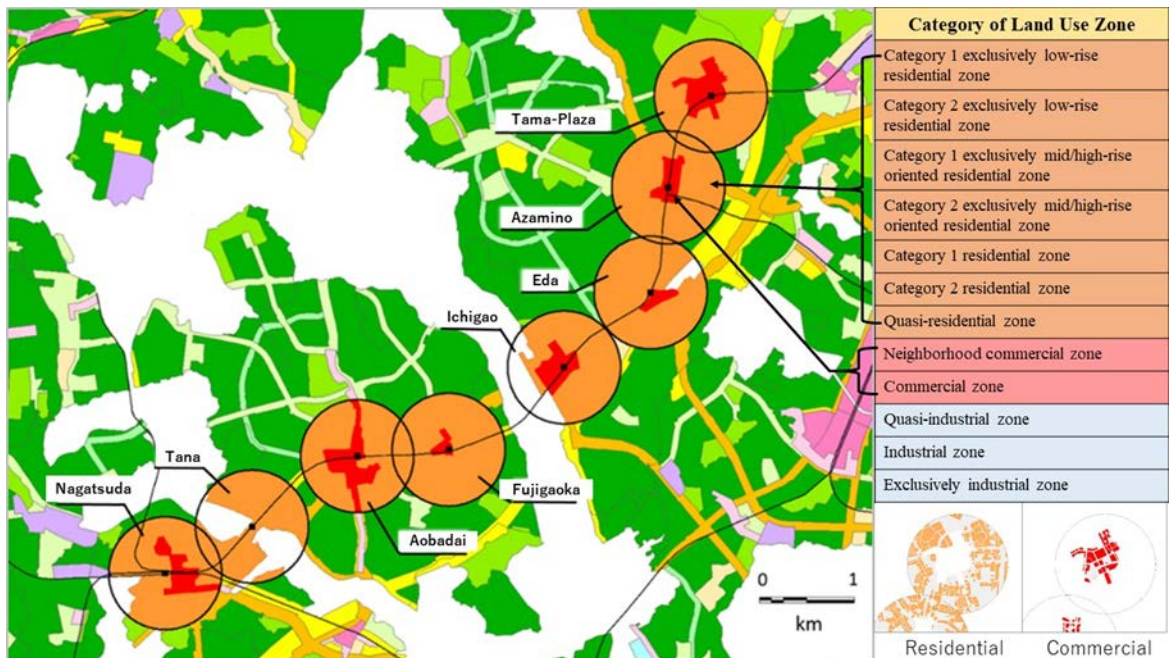 Tama-Plaza
Azamino
Eda
Ichigao
Tana
Nagatsuda
Fujigaoka
Aobadai
0 1
km
Category of Land Use Zone
Category 1 exclusively low-rise
residential zone
Category 2 exclusively low-rise
residential zone
Category 1 exclusively mid/high-rise
oriented residential zone
Category 2 exclusively mid/high-rise
oriented residential zone
Category 1 residential zone
Category 2 residential zone
Quasi-residential zone
Neighborhood commercial zone
Commercial zone
Quasi-industrial zone
Industrial zone
Exclusively industrial zone
Residential
Commercial